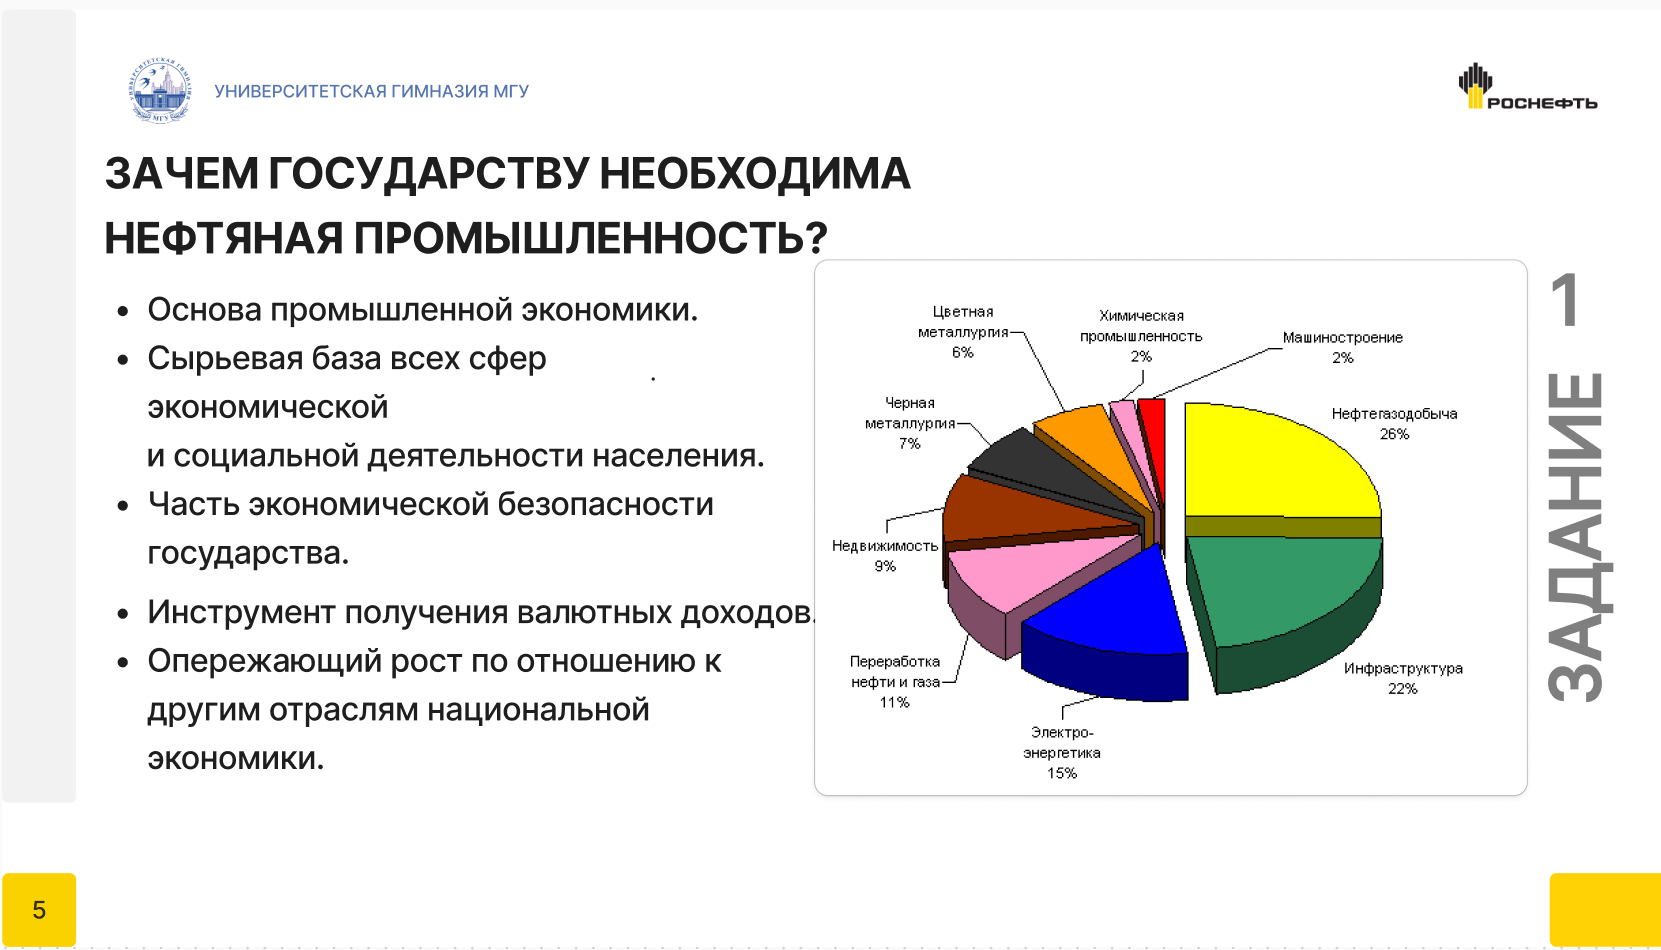 УНИВЕРСИТЕТСКАЯ ГИМНАЗИЯ МГУ
РОСНЕФТЬ
ЗАЧЕМ ГОСУДАРСТВУ НЕОБХОДИМА
НЕФТЯНАЯ ПРОМЫШЛЕННОСТЬ?
• Основа промышленной экономики.
• Сырьевая база всех сфер
экономической
и социальной деятельности населения.
• Часть экономической безопасности
государства.
• Инструмент получения валютных доходов.
• Опережающий рост по отношению к
другим отраслям национальной
экономики.
Цветная
металлургия
6%
Химическая
промышленность
2%
Машиностроение
2%
Черная
металлургия
7%
Нефтегазодобыча
26%
Недвижимость
9%
Переработка
нефти и газа
11%
Инфраструктура
22%
Электро-
энергетика
15%
ЗАДАНИЕ 1
5